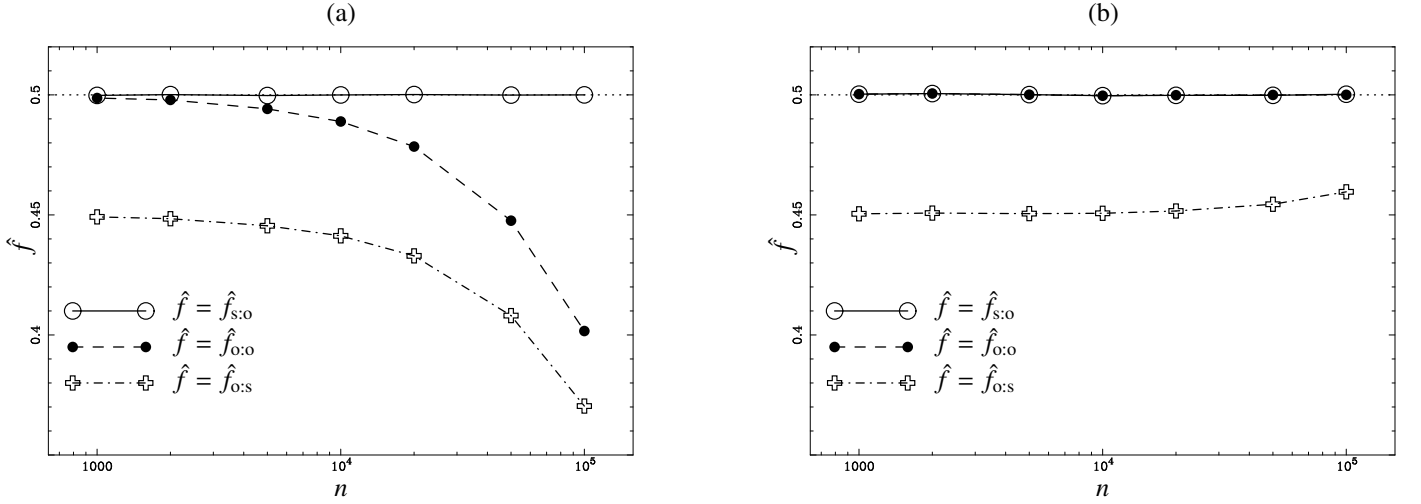 (a)
0.5
0.45
0.4
f̂
f̂ = f̂s:o
f̂ = f̂o:o
f̂ = f̂o:s
1000 10⁴ 10⁵
n
(b)
0.5
0.45
0.4
f̂
f̂ = f̂s:o
f̂ = f̂o:o
f̂ = f̂o:s
1000 10⁴ 10⁵
n